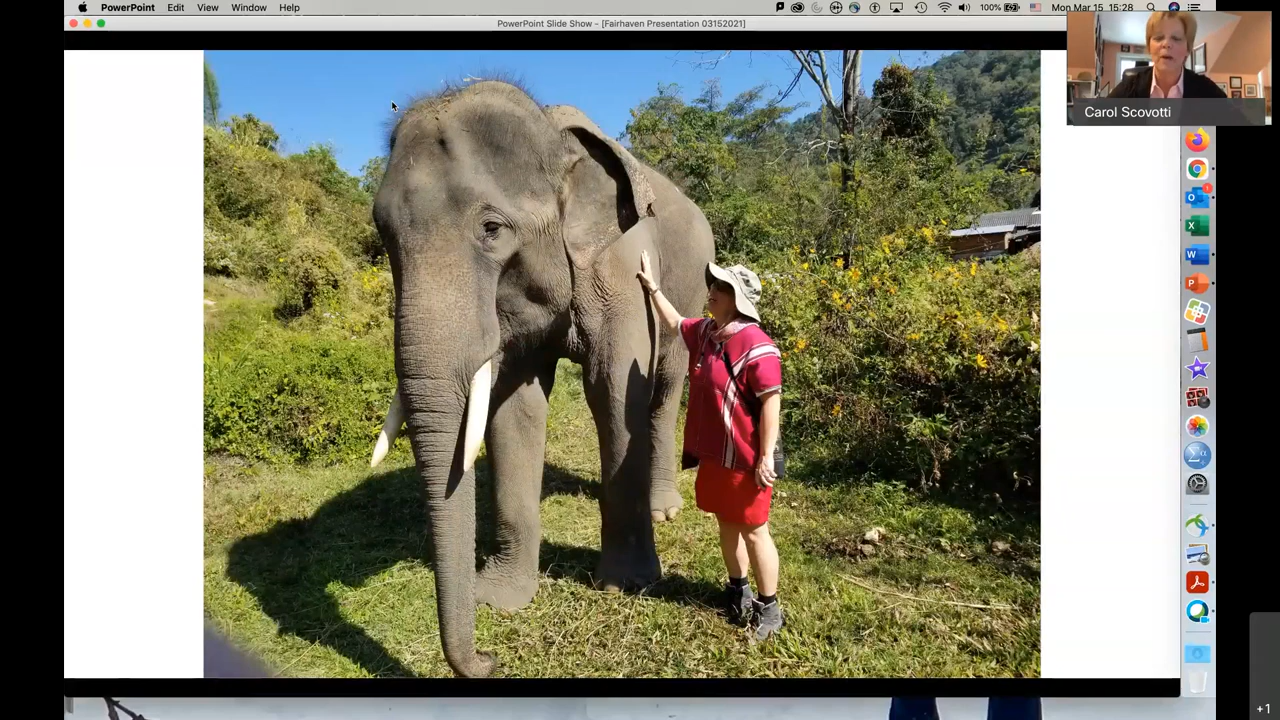 PowerPoint Edit View Window Help
100% Mon Mar 15 15:28
PowerPoint Slide Show - [Fairhaven Presentation 03152021]
Carol Scovotti
+1